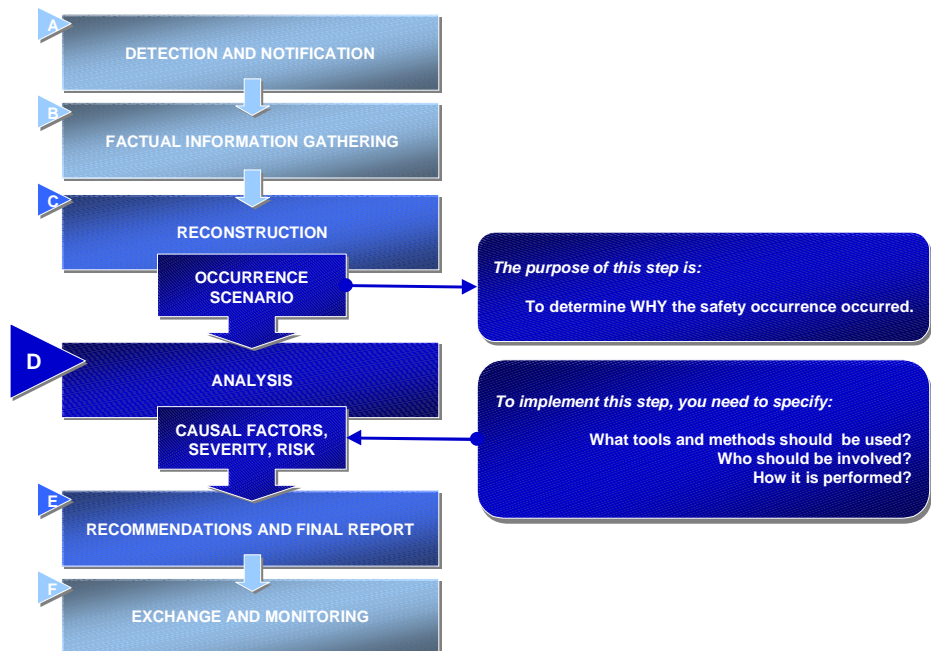 A
DETECTION AND NOTIFICATION
B
FACTUAL INFORMATION GATHERING
C
RECONSTRUCTION
OCCURRENCE
SCENARIO
The purpose of this step is:
To determine WHY the safety occurrence occurred.
D
ANALYSIS
CAUSAL FACTORS,
SEVERITY, RISK
To implement this step, you need to specify:
What tools and methods should be used?
Who should be involved?
How it is performed?
E
RECOMMENDATIONS AND FINAL REPORT
F
EXCHANGE AND MONITORING